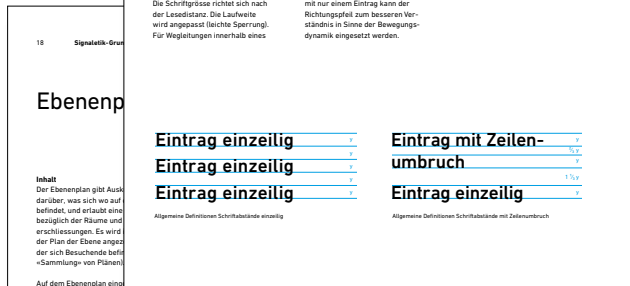 18 Signaletik-Grun
Ebenenp
Inhalt
Der Ebenenplan gibt Ausk
darüber, was sich wo auf
befindet, und erlaubt eine
bezüglich der Räume und
erschliessungen. Es wird
der Plan der Ebene angez
der sich Besuchende befin
«Sammlung» von Plänen)
Auf dem Ebenenplan eing
Die Schriftgrösse richtet sich nach
der Lesedistanz. Die Laufweite
wird angepasst (leichte Sperrung).
Für Wegleitungen innerhalb eines
mit nur einem Eintrag kann der
Richtungspfeil zum besseren Ver-
ständnis in Sinne der Bewegungs-
dynamik eingesetzt werden.
Eintrag einzeilig y
y
Eintrag einzeilig y
y
Eintrag einzeilig y
Allgemeine Definitionen Schriftabstände einzeilig
Eintrag mit Zeilen- y
½ y
umbruch y
1 ½ y
Eintrag einzeilig y
Allgemeine Definitionen Schriftabstände mit Zeilenumbruch